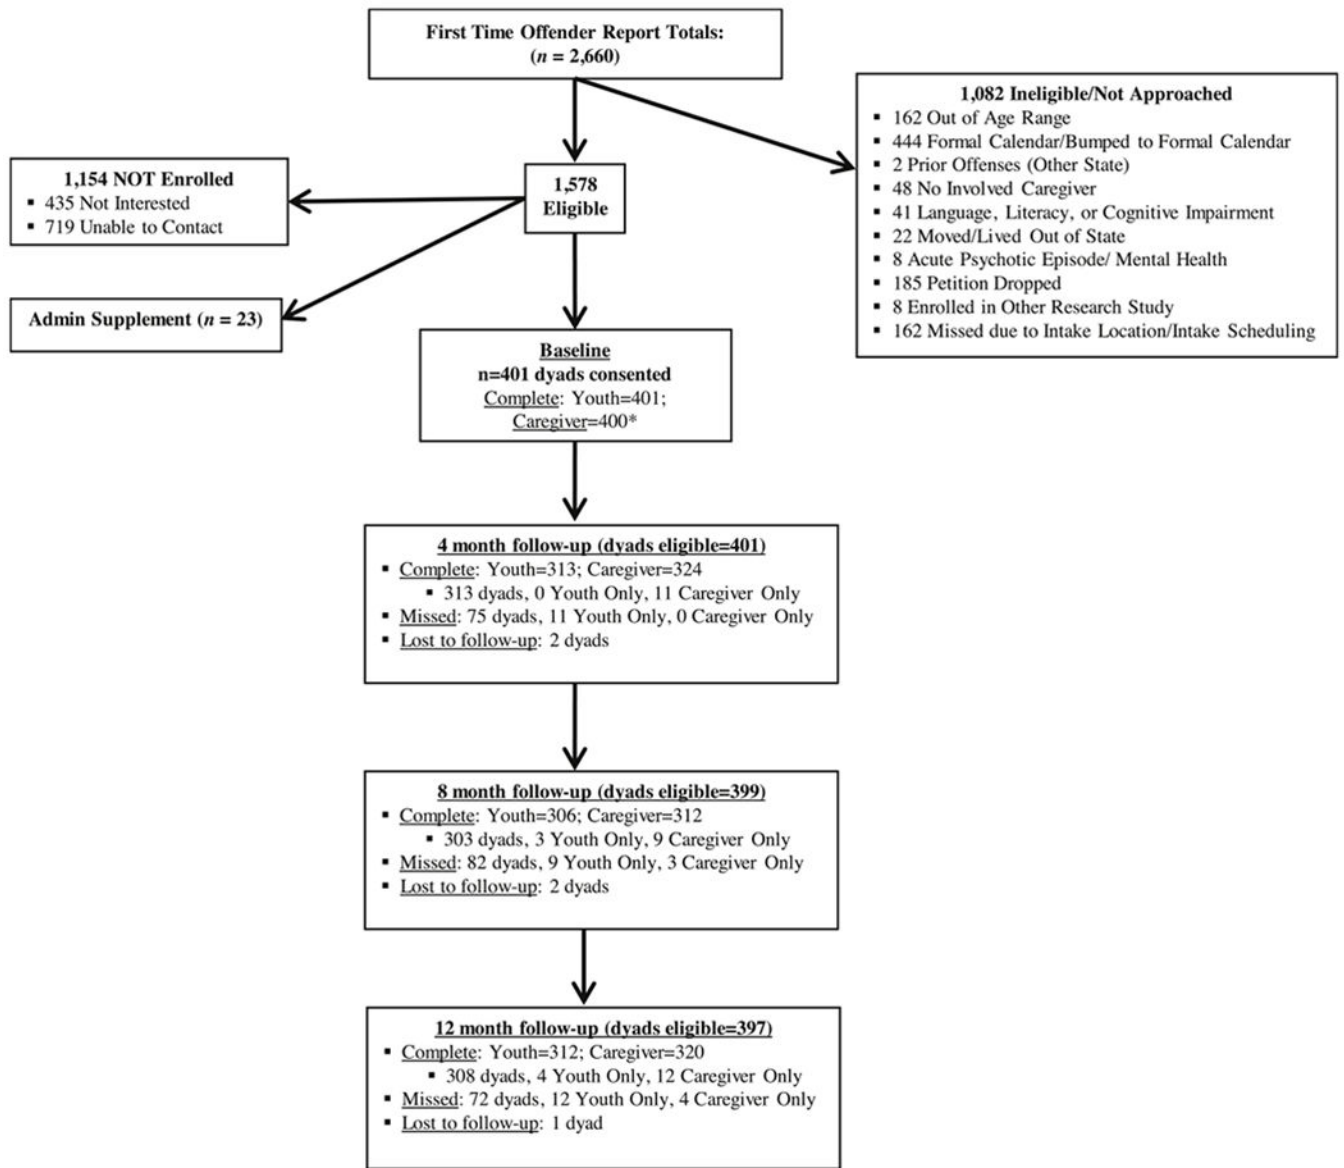 First Time Offender Report Totals:
(n = 2,660)
1,082 Ineligible/Not Approached
▪ 162 Out of Age Range
▪ 444 Formal Calendar/Bumped to Formal Calendar
▪ 2 Prior Offenses (Other State)
▪ 48 No Involved Caregiver
▪ 41 Language, Literacy, or Cognitive Impairment
▪ 22 Moved/Lived Out of State
▪ 8 Acute Psychotic Episode/ Mental Health
▪ 185 Petition Dropped
▪ 8 Enrolled in Other Research Study
▪ 162 Missed due to Intake Location/Intake Scheduling
1,154 NOT Enrolled
▪ 435 Not Interested
▪ 719 Unable to Contact
1,578
Eligible
Admin Supplement (n = 23)
Baseline
n=401 dyads consented
Complete: Youth=401;
Caregiver=400*
4 month follow-up (dyads eligible=401)
▪ Complete: Youth=313; Caregiver=324
▪ 313 dyads, 0 Youth Only, 11 Caregiver Only
▪ Missed: 75 dyads, 11 Youth Only, 0 Caregiver Only
▪ Lost to follow-up: 2 dyads
8 month follow-up (dyads eligible=399)
▪ Complete: Youth=306; Caregiver=312
▪ 303 dyads, 3 Youth Only, 9 Caregiver Only
▪ Missed: 82 dyads, 9 Youth Only, 3 Caregiver Only
▪ Lost to follow-up: 2 dyads
12 month follow-up (dyads eligible=397)
▪ Complete: Youth=312; Caregiver=320
▪ 308 dyads, 4 Youth Only, 12 Caregiver Only
▪ Missed: 72 dyads, 12 Youth Only, 4 Caregiver Only
▪ Lost to follow-up: 1 dyad